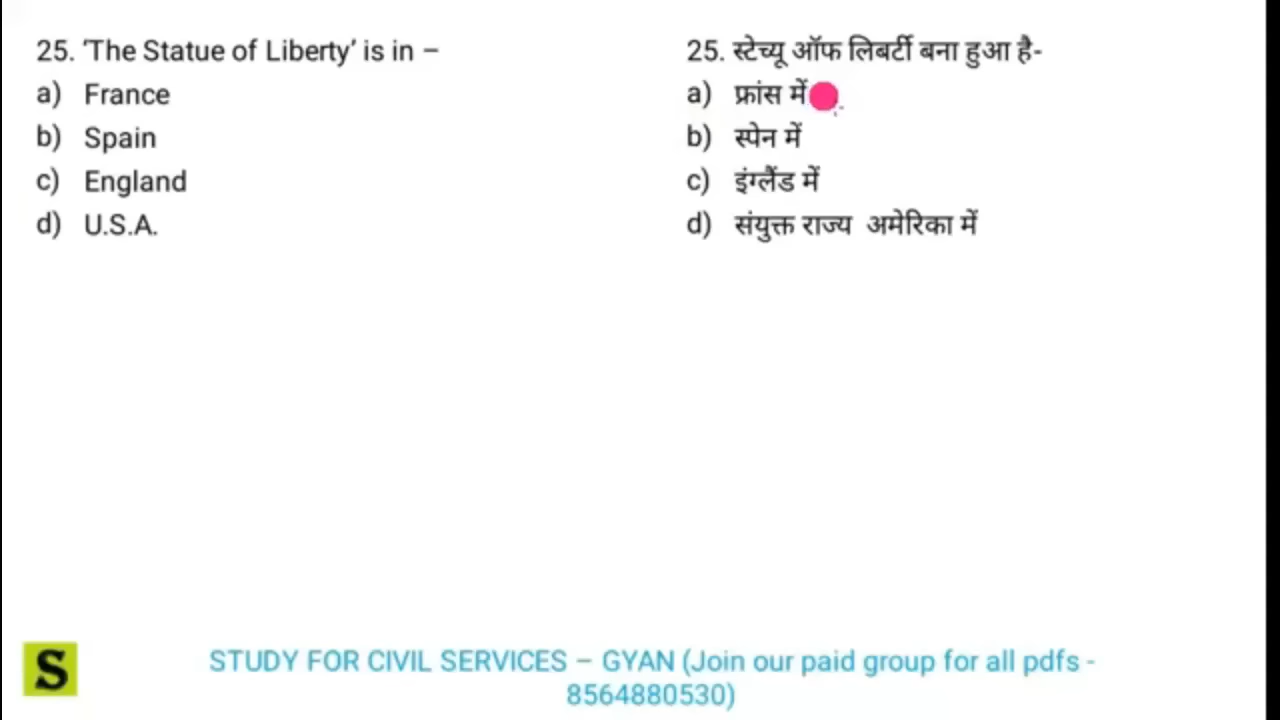 25. ‘The Statue of Liberty’ is in –
a) France
b) Spain
c) England
d) U.S.A.
25. स्टेच्यू ऑफ लिबर्टी बना हुआ है-
a) फ्रांस में
b) स्पेन में
c) इंग्लैंड में
d) संयुक्त राज्य अमेरिका में
S
STUDY FOR CIVIL SERVICES – GYAN (Join our paid group for all pdfs -
8564880530)